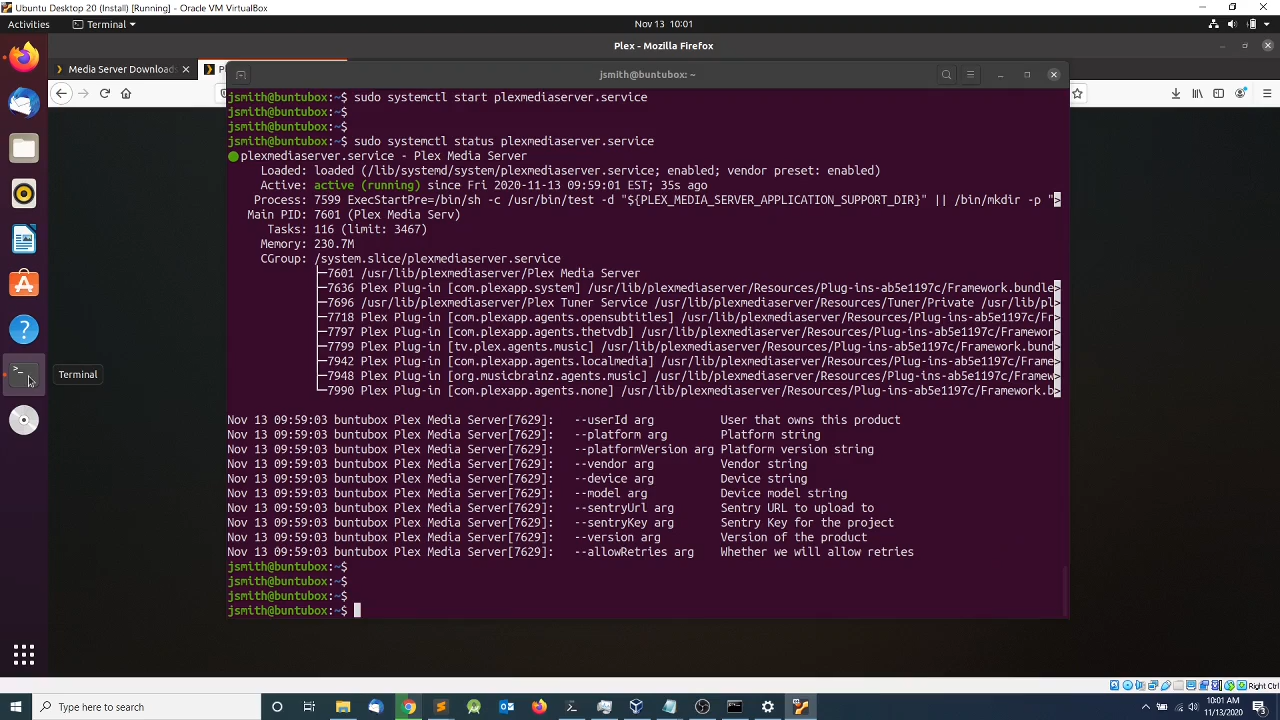 Ubuntu Desktop 20 (Install) [Running] - Oracle VM VirtualBox
Activities
Terminal
Nov 13 10:01
Plex - Mozilla Firefox
Media Server Downloads
jsmith@buntubox: ~
jsmith@buntubox:~$ sudo systemctl start plexmediaserver.service
jsmith@buntubox:~$
jsmith@buntubox:~$
jsmith@buntubox:~$ sudo systemctl status plexmediaserver.service
plexmediaserver.service - Plex Media Server
Loaded: loaded (/lib/systemd/system/plexmediaserver.service; enabled; vendor preset: enabled)
Active: active (running) since Fri 2020-11-13 09:59:01 EST; 35s ago
Process: 7599 ExecStartPre=/bin/sh -c /usr/bin/test -d "${PLEX_MEDIA_SERVER_APPLICATION_SUPPORT_DIR}" || /bin/mkdir -p ">
Main PID: 7601 (Plex Media Serv)
Tasks: 116 (limit: 3467)
Memory: 230.7M
CGroup: /system.slice/plexmediaserver.service
├─7601 /usr/lib/plexmediaserver/Plex Media Server
├─7636 Plex Plug-in [com.plexapp.system] /usr/lib/plexmediaserver/Resources/Plug-ins-ab5e1197c/Framework.bundle>
├─7696 /usr/lib/plexmediaserver/Plex Tuner Service /usr/lib/plexmediaserver/Resources/Tuner/Private /usr/lib/pl>
├─7718 Plex Plug-in [com.plexapp.agents.opensubtitles] /usr/lib/plexmediaserver/Resources/Plug-ins-ab5e1197c/Fr>
├─7797 Plex Plug-in [com.plexapp.agents.thetvdb] /usr/lib/plexmediaserver/Resources/Plug-ins-ab5e1197c/Framewor>
├─7799 Plex Plug-in [tv.plex.agents.music] /usr/lib/plexmediaserver/Resources/Plug-ins-ab5e1197c/Framework.bund>
├─7942 Plex Plug-in [com.plexapp.agents.localmedia] /usr/lib/plexmediaserver/Resources/Plug-ins-ab5e1197c/Frame>
├─7948 Plex Plug-in [org.musicbrainz.agents.music] /usr/lib/plexmediaserver/Resources/Plug-ins-ab5e1197c/Framew>
└─7990 Plex Plug-in [com.plexapp.agents.none] /usr/lib/plexmediaserver/Resources/Plug-ins-ab5e1197c/Framework.b>
Nov 13 09:59:03 buntubox Plex Media Server[7629]: --userId arg User that owns this product
Nov 13 09:59:03 buntubox Plex Media Server[7629]: --platform arg Platform string
Nov 13 09:59:03 buntubox Plex Media Server[7629]: --platformVersion arg Platform version string
Nov 13 09:59:03 buntubox Plex Media Server[7629]: --vendor arg Vendor string
Nov 13 09:59:03 buntubox Plex Media Server[7629]: --device arg Device string
Nov 13 09:59:03 buntubox Plex Media Server[7629]: --model arg Device model string
Nov 13 09:59:03 buntubox Plex Media Server[7629]: --sentryUrl arg Sentry URL to upload to
Nov 13 09:59:03 buntubox Plex Media Server[7629]: --sentryKey arg Sentry Key for the project
Nov 13 09:59:03 buntubox Plex Media Server[7629]: --version arg Version of the product
Nov 13 09:59:03 buntubox Plex Media Server[7629]: --allowRetries arg Whether we will allow retries
jsmith@buntubox:~$
jsmith@buntubox:~$
jsmith@buntubox:~$
jsmith@buntubox:~$
Terminal
Right Ctrl
Type here to search
10:01 AM
11/13/2020